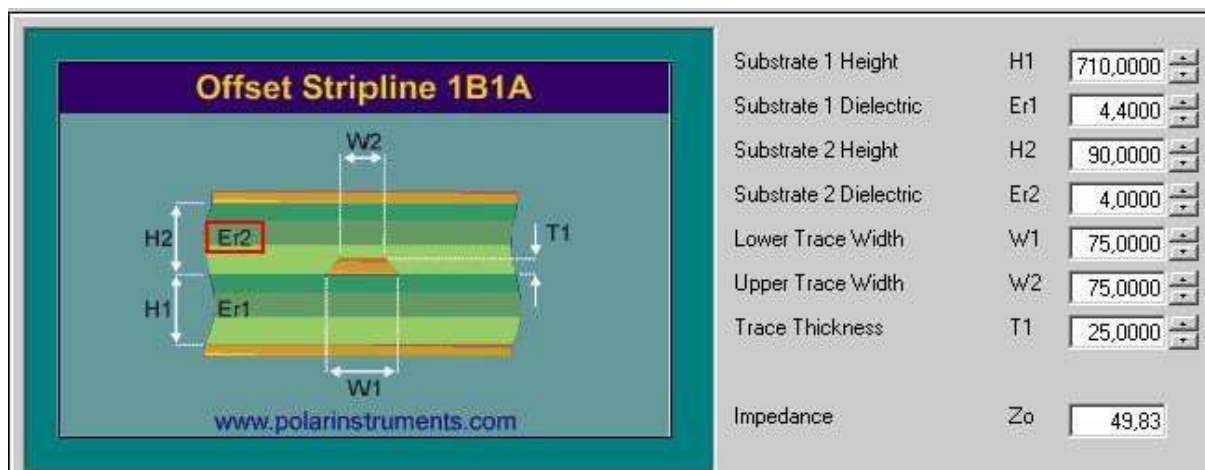 Offset Stripline 1B1A
W2
H2
Er2
T1
H1
Er1
W1
www.polarinstruments.com
Substrate 1 Height H1 710,0000
Substrate 1 Dielectric Er1 4,4000
Substrate 2 Height H2 90,0000
Substrate 2 Dielectric Er2 4,0000
Lower Trace Width W1 75,0000
Upper Trace Width W2 75,0000
Trace Thickness T1 25,0000
Impedance Zo 49,83